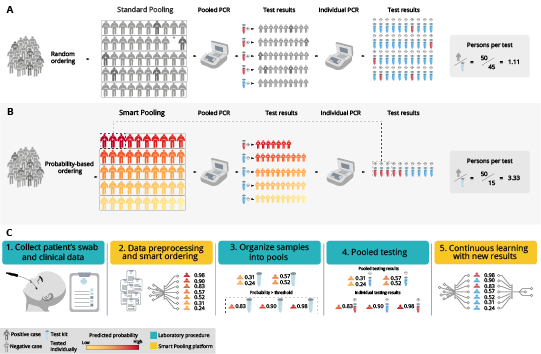 A
Standard Pooling
Pooled PCR
Test results
Individual PCR
Test results
Random
ordering
Persons per test
50
45
= 1.11
B
Smart Pooling
Pooled PCR
Test results
Individual PCR
Test results
Probability-based
ordering
Persons per test
50
15
= 3.33
C
1. Collect patient's swab
and clinical data
2. Data preprocessing
and smart ordering
3. Organize samples
into pools
4. Pooled testing
5. Continuous learning
with new results
0.98
0.90
0.83
0.57
0.52
0.31
0.24
0.31
0.24
0.57
0.52
Probability > threshold
0.83
0.90
0.98
Pooled testing results
0.31
0.24
0.57
0.52
Individual testing results
0.83
0.90
0.98
0.98
0.90
0.83
0.57
0.52
0.31
0.24
Positive case
Negative case
Test kit
Tested
individually
Predicted probability
Low
High
Laboratory procedure
Smart Pooling platform